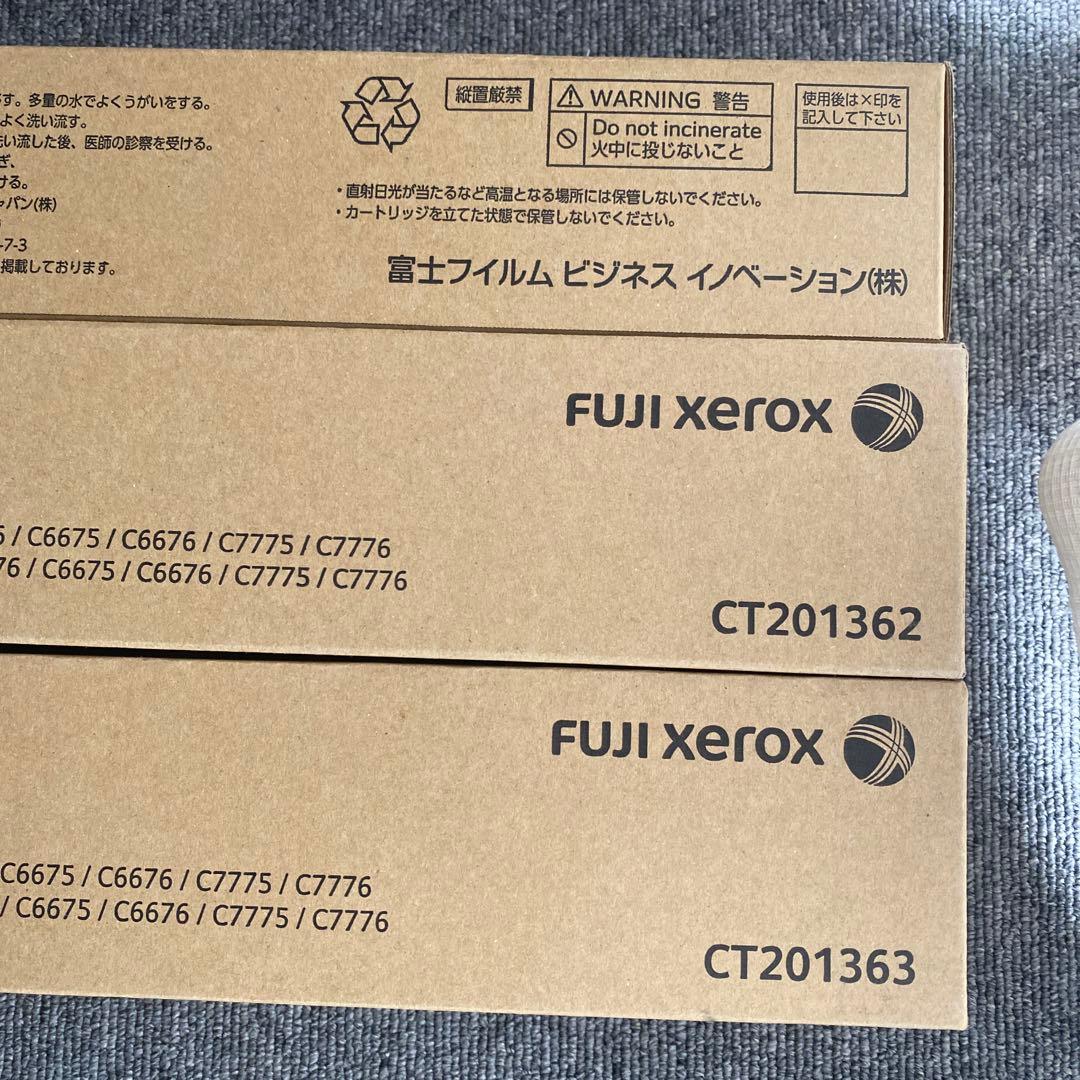 す。多量の水でよくうがいをする。
よく洗い流す。
洗い流した後、医師の診察を受ける。
ぎ、
ける。
ャパン(株)
-7-3
掲載しております。
縦置厳禁
WARNING 警告
Do not incinerate
火中に投じないこと
使用後は×印を
記入して下さい
・直射日光が当たるなど高温となる場所には保管しないでください。
・カートリッジを立てた状態で保管しないでください。
富士フイルム ビジネス イノベーション(株)
FUJI xerox
/ C6675 / C6676 / C7775 / C7776
76 / C6675 / C6676 / C7775 / C7776
CT201362
FUJI xerox
C6675 / C6676 / C7775 / C7776
/ C6675 / C6676 / C7775 / C7776
CT201363